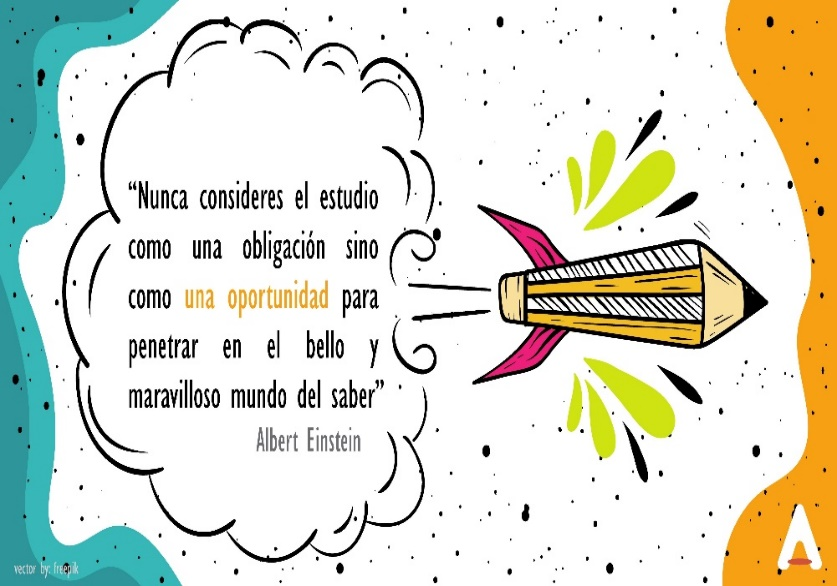 “Nunca consideres el estudio
como una obligación sino
como una oportunidad para
penetrar en el bello y
maravilloso mundo del saber”
Albert Einstein
vector by: freepik
A